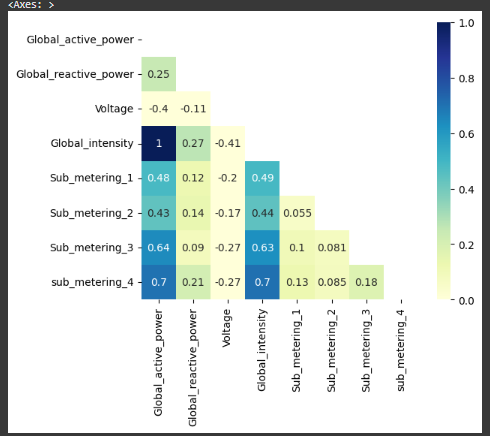 <Axes: >
Global_active_power
Global_reactive_power 0.25
Voltage -0.4 -0.11
Global_intensity 1 0.27 -0.41
Sub_metering_1 0.48 0.12 -0.2 0.49
Sub_metering_2 0.43 0.14 -0.17 0.44 0.055
Sub_metering_3 0.64 0.09 -0.27 0.63 0.1 0.081
sub_metering_4 0.7 0.21 -0.27 0.7 0.13 0.085 0.18
Global_active_power
Global_reactive_power
Voltage
Global_intensity
Sub_metering_1
Sub_metering_2
Sub_metering_3
sub_metering_4
1.0
0.8
0.6
0.4
0.2
0.0